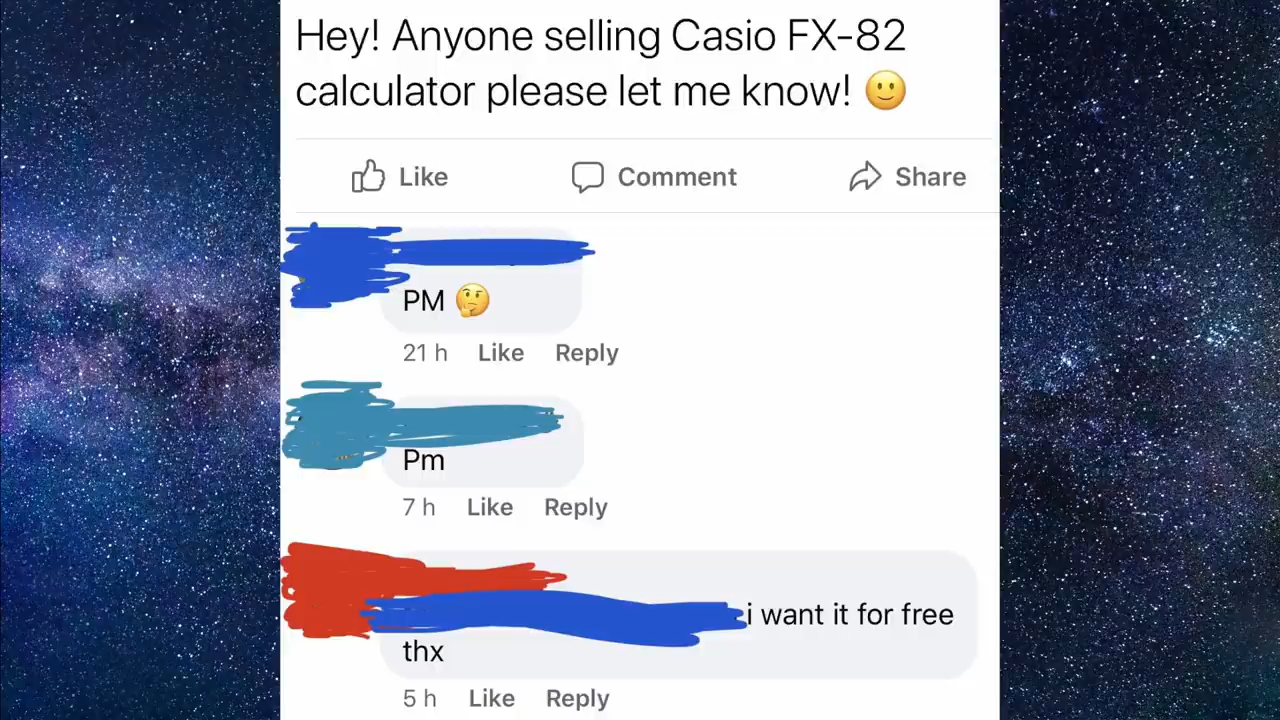 Hey! Anyone selling Casio FX-82
calculator please let me know! 🙂
Like Comment Share
PM 🤔
21 h Like Reply
Pm
7 h Like Reply
i want it for free
thx
5 h Like Reply